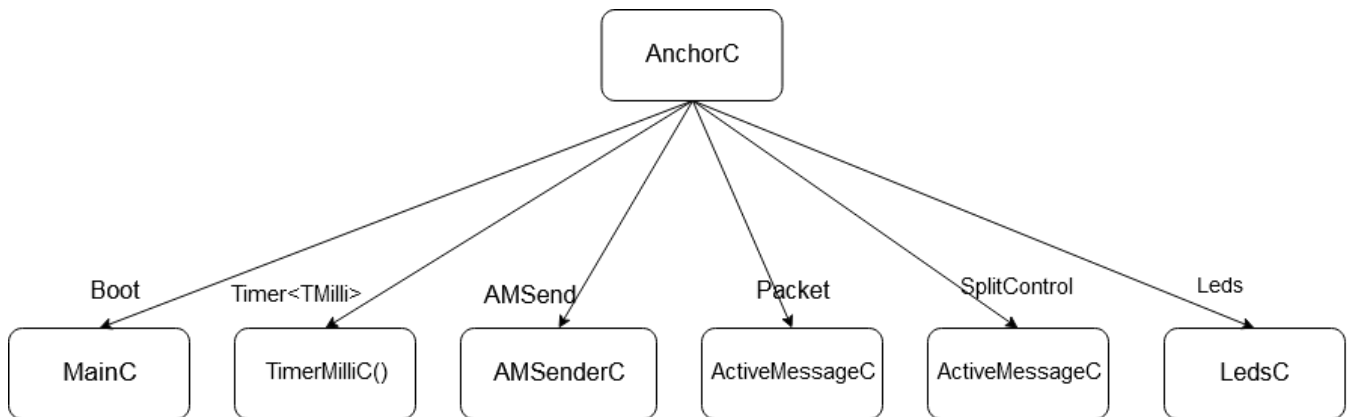 AnchorC
Boot
Timer<TMilli>
AMSend
Packet
SplitControl
Leds
MainC
TimerMilliC()
AMSenderC
ActiveMessageC
ActiveMessageC
LedsC